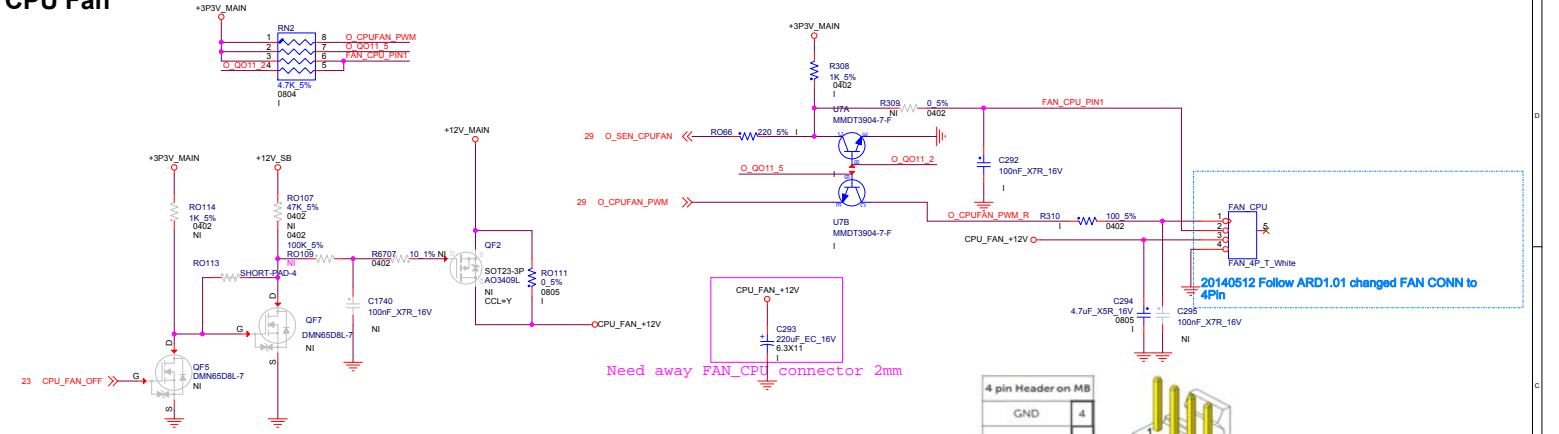 CPU Fan
+3P3V_MAIN
RN2
1 8 O_CPUFAN_PWM
2 7 O_QO11_5
3 6 FAN_CPU_PIN1
O_QO11_2 4 5
4.7K_5%
0804
I
+3P3V_MAIN
RO114
1K_5%
0402
NI
+12V_SB
RO107
47K_5%
0402
NI
0402
100K_5%
RO109
NI
RO113
SHORT-PAD-4
R6707 10_1% NI
0402
C1740
100nF_X7R_16V
NI
D
G
S
QF7
DMN65D8L-7
NI
D
G
S
QF5
DMN65D8L-7
NI
23 CPU_FAN_OFF
+12V_MAIN
QF2
SOT23-3P
AO3409L
NI
CCL=Y
RO111
0_5%
0805
I
CPU_FAN_+12V
+3P3V_MAIN
R308
1K_5%
0402
I
R309 0_5%
NI 0402
FAN_CPU_PIN1
U7A
MMDT3904-7-F
29 O_SEN_CPUFAN
RO66 220_5% I
O_QO11_2
O_QO11_5
I
29 O_CPUFAN_PWM
U7B
MMDT3904-7-F
I
C292
100nF_X7R_16V
I
O_CPUFAN_PWM_R
R310 100_5%
I 0402
CPU_FAN_+12V
FAN_CPU
1
2
3
4
5
FAN_4P_T_White
20140512 Follow ARD1.01 changed FAN CONN to
4Pin
C294
4.7uF_X5R_16V
0805
I
C295
100nF_X7R_16V
NI
CPU_FAN_+12V
C293
220uF_EC_16V
6.3X11
I
Need away FAN_CPU connector 2mm
4 pin Header on MB
GND 4
1
D
C